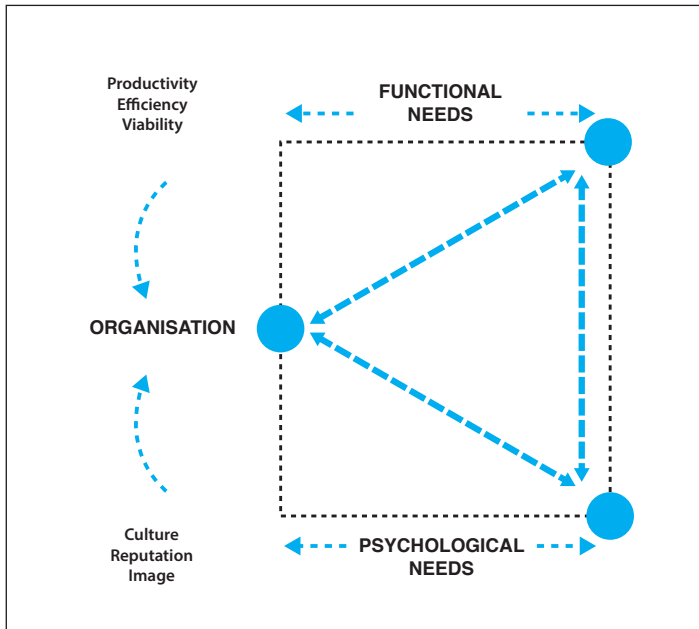 Productivity
Efficiency
Viability
FUNCTIONAL
NEEDS
ORGANISATION
Culture
Reputation
Image
PSYCHOLOGICAL
NEEDS